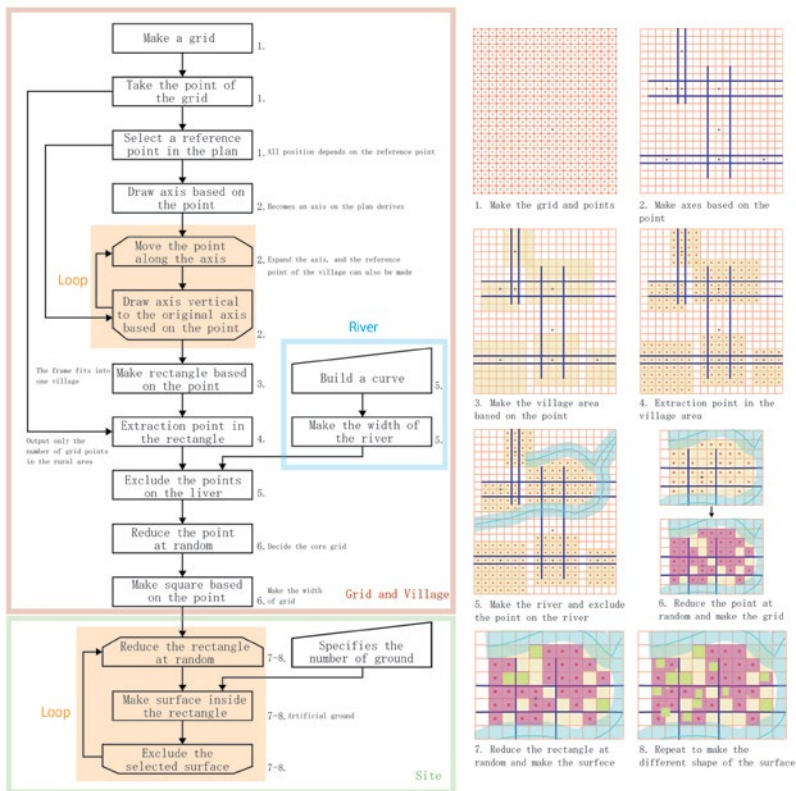 Make a grid
1.
Take the point of
the grid
1.
Select a reference
point in the plan
1. All position depends on the reference point
Draw axis based on
the point
2. Becomes an axis on the plan derives
Move the point
along the axis
2. Expand the axis, and the reference
point of the village can also be made
Loop
Draw axis vertical
to the original axis
based on the point
2.
River
The frame fits into
one village
Make rectangle based
on the point
3.
Build a curve
5.
Extraction point in
the rectangle
4.
Make the width of
the river
5.
Output only the
number of grid points
in the rural area
Exclude the points
on the liver
5.
Reduce the point
at random
6. Decide the core grid
Make square based
on the point
6. Make the width
of grid
Grid and Village
Reduce the rectangle
at random
7-8.
Specifies the
number of ground
Loop
Make surface inside
the rectangle
7-8. Artificial ground
Exclude the
selected surface
7-8.
Site
1. Make the grid and points
2. Make axes based on the
point
3. Make the village area
based on the point
4. Extraction point in the
village area
5. Make the river and exclude
the point on the river
6. Reduce the point at
random and make the grid
7. Reduce the rectangle at
random and make the surfece
8. Repeat to make the
different shape of the surface